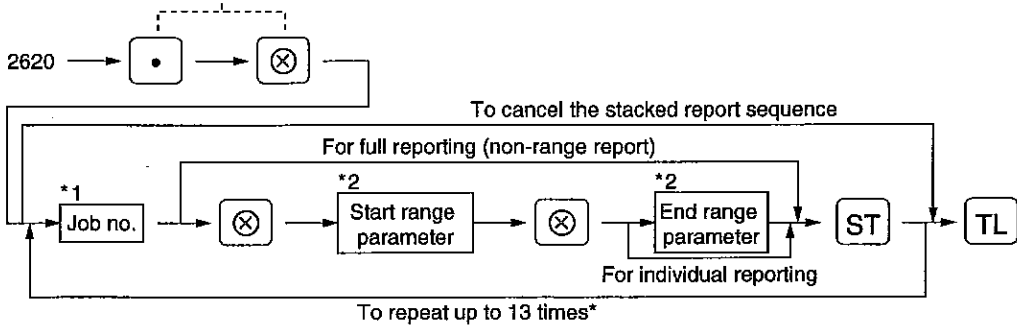 2620 • ⊗
To cancel the stacked report sequence
For full reporting (non-range report)
*1 *2 *2
Job no. ⊗ Start range parameter ⊗ End range parameter ST TL
For individual reporting
To repeat up to 13 times*